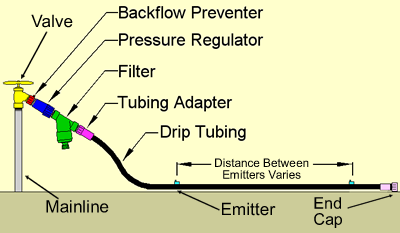 Backflow Preventer
Valve
Pressure Regulator
Filter
Tubing Adapter
Drip Tubing
Distance Between
Emitters Varies
Mainline
Emitter
End
Cap